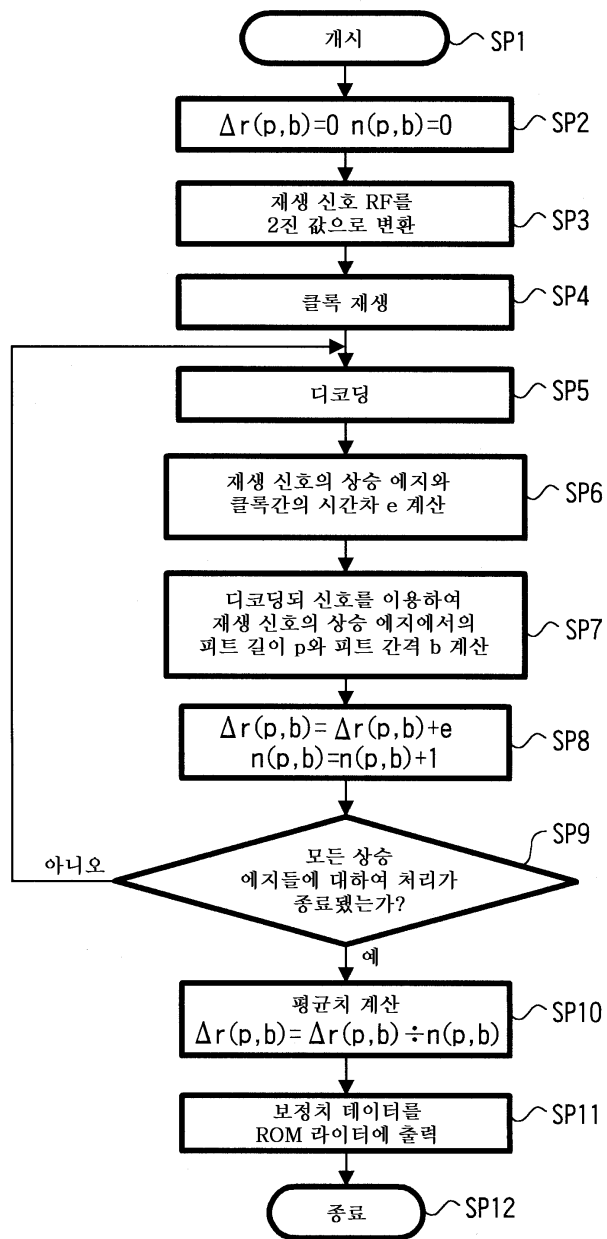 개시
SP1
Δr(p,b)=0 n(p,b)=0
SP2
재생 신호 RF를
2진 값으로 변환
SP3
클록 재생
SP4
디코딩
SP5
재생 신호의 상승 에지와
클록간의 시간차 e 계산
SP6
디코딩되 신호를 이용하여
재생 신호의 상승 에지에서의
피트 길이 p와 피트 간격 b 계산
SP7
Δr(p,b)= Δr(p,b)+e
n(p,b)=n(p,b)+1
SP8
모든 상승
에지들에 대하여 처리가
종료됐는가?
SP9
아니오
예
평균치 계산
Δr(p,b)= Δr(p,b)÷n(p,b)
SP10
보정치 데이터를
ROM 라이터에 출력
SP11
종료
SP12